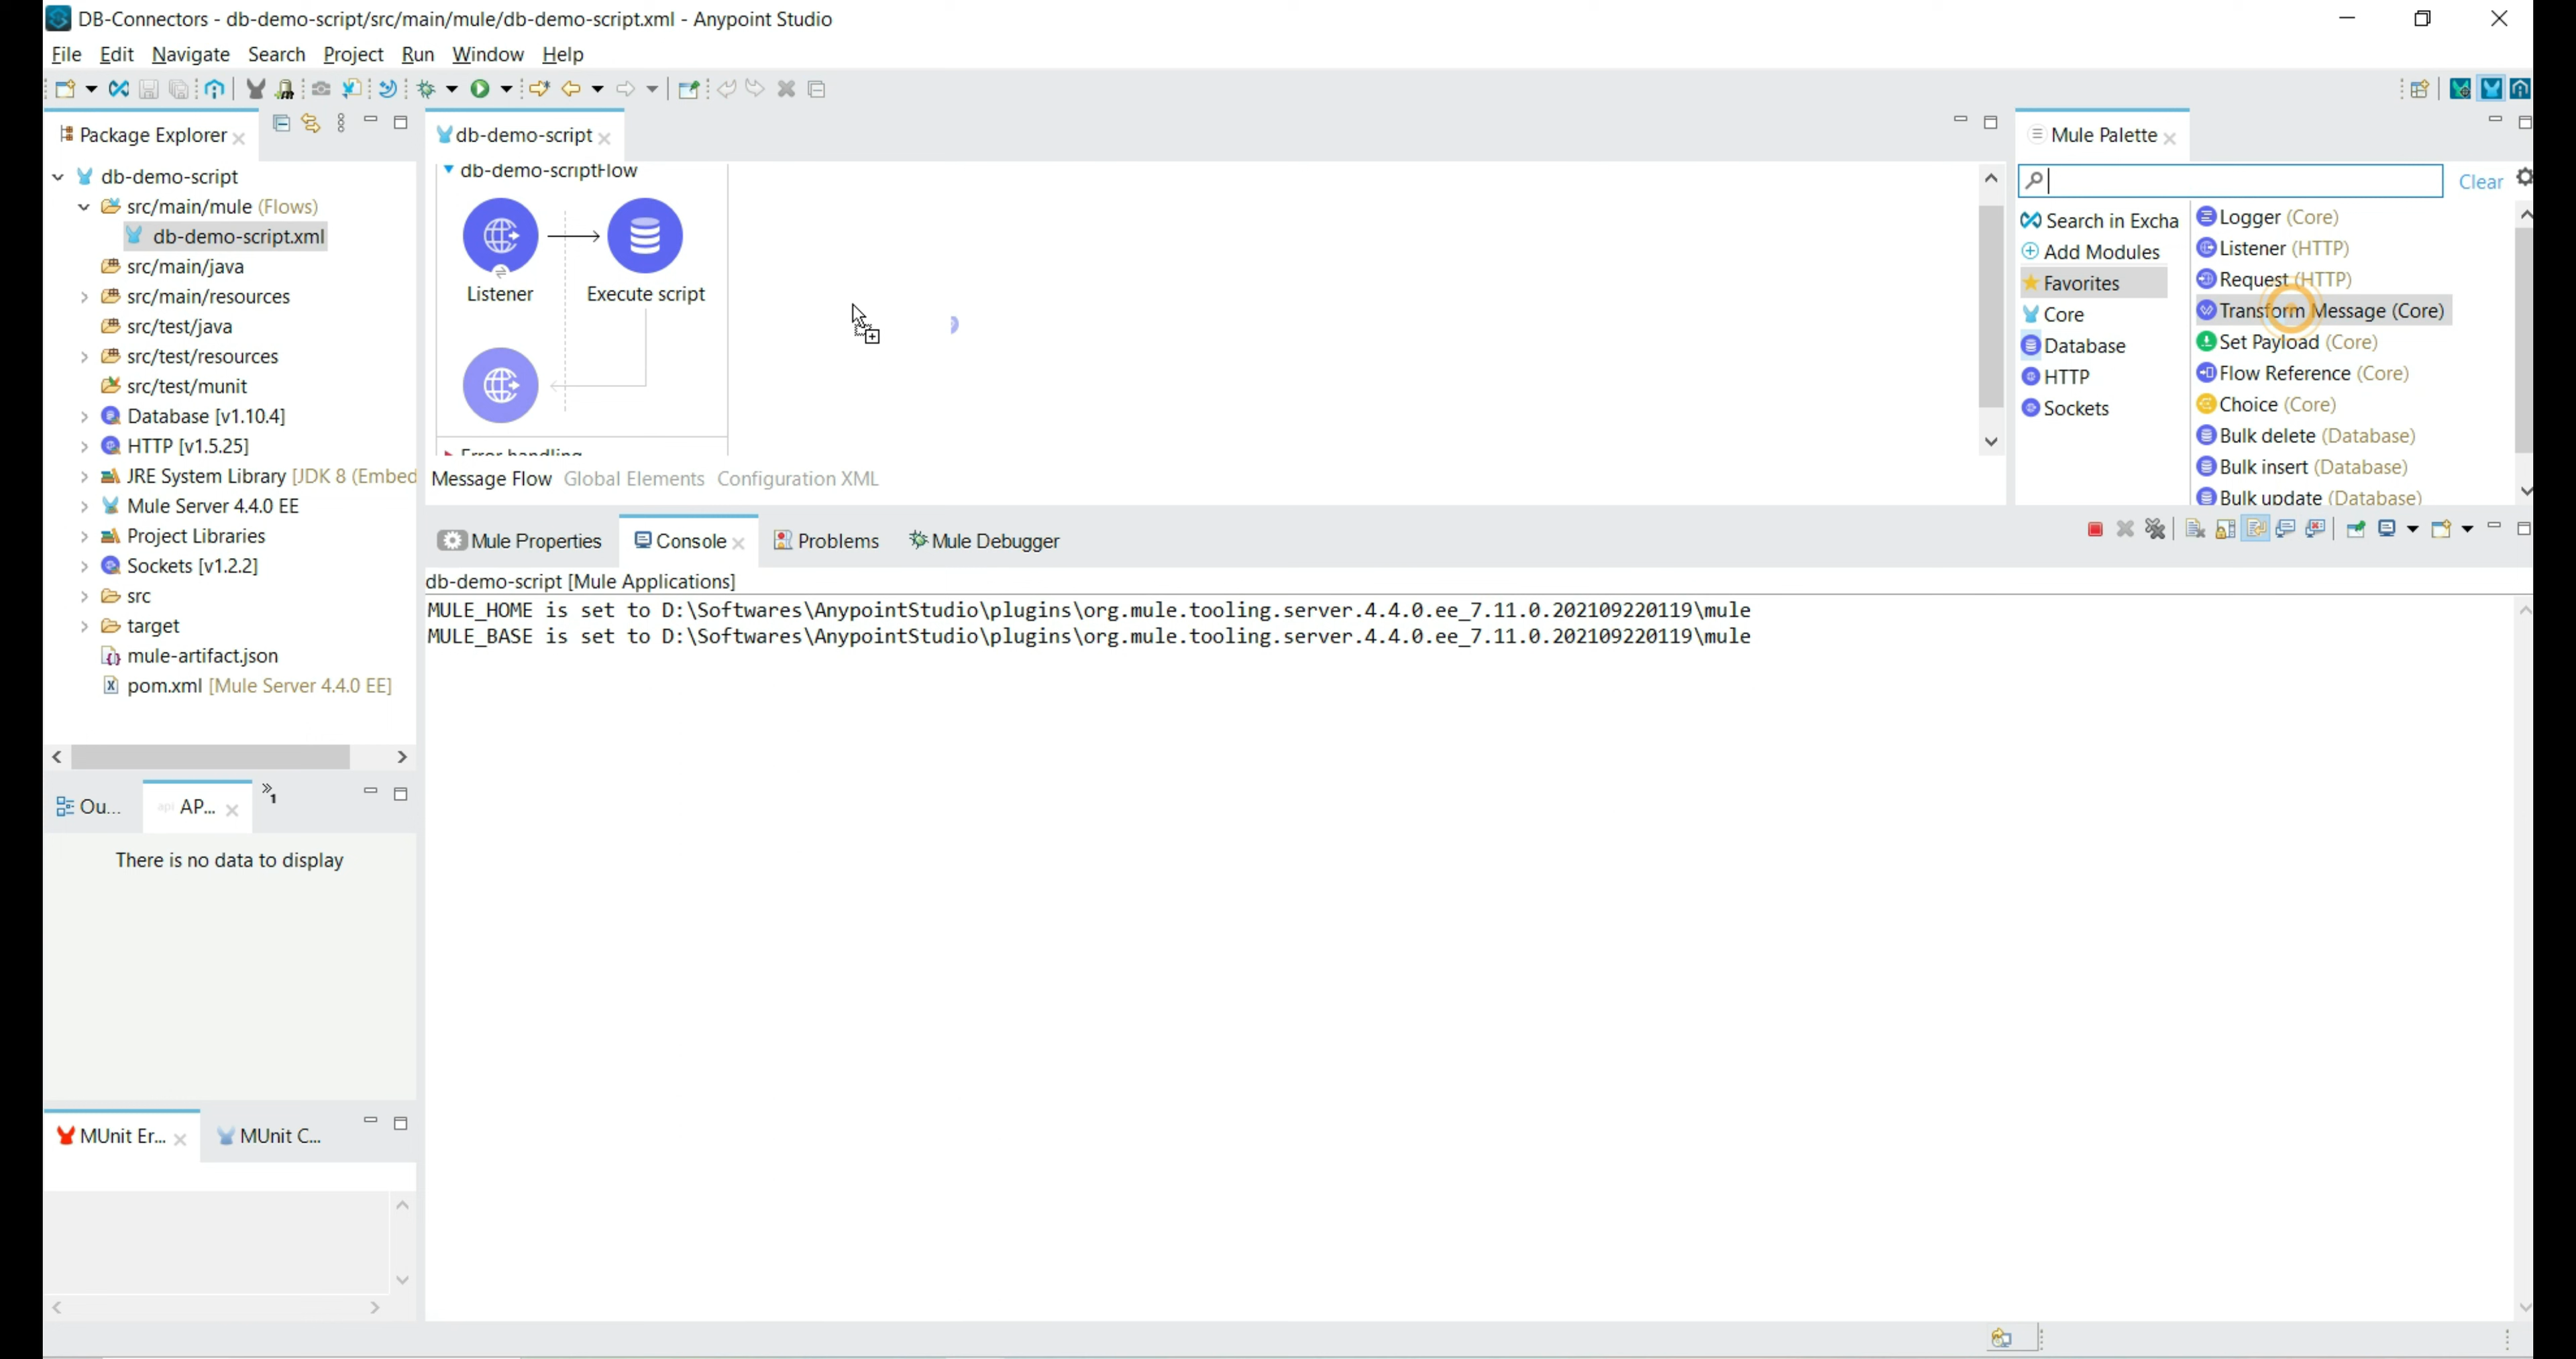 DB-Connectors - db-demo-script/src/main/mule/db-demo-script.xml - Anypoint Studio
File Edit Navigate Search Project Run Window Help
Package Explorer
db-demo-script
src/main/mule (Flows)
db-demo-script.xml
src/main/java
src/main/resources
src/test/java
src/test/resources
src/test/munit
Database [v1.10.4]
HTTP [v1.5.25]
JRE System Library [JDK 8 (Embed
Mule Server 4.4.0 EE
Project Libraries
Sockets [v1.2.2]
src
target
mule-artifact.json
pom.xml [Mule Server 4.4.0 EE]
Ou...
api AP...
»1
There is no data to display
MUnit Er...
MUnit C...
db-demo-script
db-demo-scriptFlow
Listener
Execute script
Error handling
Message Flow Global Elements Configuration XML
Mule Palette
Clear
Search in Excha
Add Modules
Favorites
Core
Database
HTTP
Sockets
Logger (Core)
Listener (HTTP)
Request (HTTP)
Transform Message (Core)
Set Payload (Core)
Flow Reference (Core)
Choice (Core)
Bulk delete (Database)
Bulk insert (Database)
Bulk update (Database)
Mule Properties
Console
Problems
Mule Debugger
db-demo-script [Mule Applications]
MULE_HOME is set to D:\Softwares\AnypointStudio\plugins\org.mule.tooling.server.4.4.0.ee_7.11.0.202109220119\mule
MULE_BASE is set to D:\Softwares\AnypointStudio\plugins\org.mule.tooling.server.4.4.0.ee_7.11.0.202109220119\mule